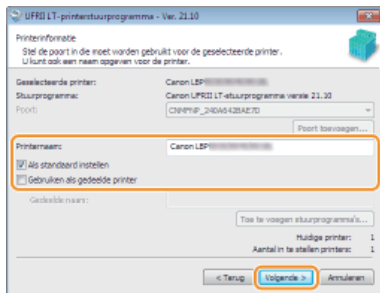 UFRII LT-printerstuurprogramma - Ver. 21.10
Printerinformatie
Stel de poort in die moet worden gebruikt voor de geselecteerde printer.
U kunt ook een naam opgeven voor de printer.
Geselecteerde printer: Canon LBP
Stuurprogramma: Canon UFRII LT-stuurprogramma versie 21.10
Poort: CNMFNP_240A642BAE7D
Poort toevoegen...
Printernaam: Canon LBP
Als standaard instellen
Gebruiken als gedeelde printer
Gedeelde naam:
Toe te voegen stuurprogramma's...
Huidige printer: 1
Aantal in te stellen printers: 1
< Terug Volgende > Annuleren